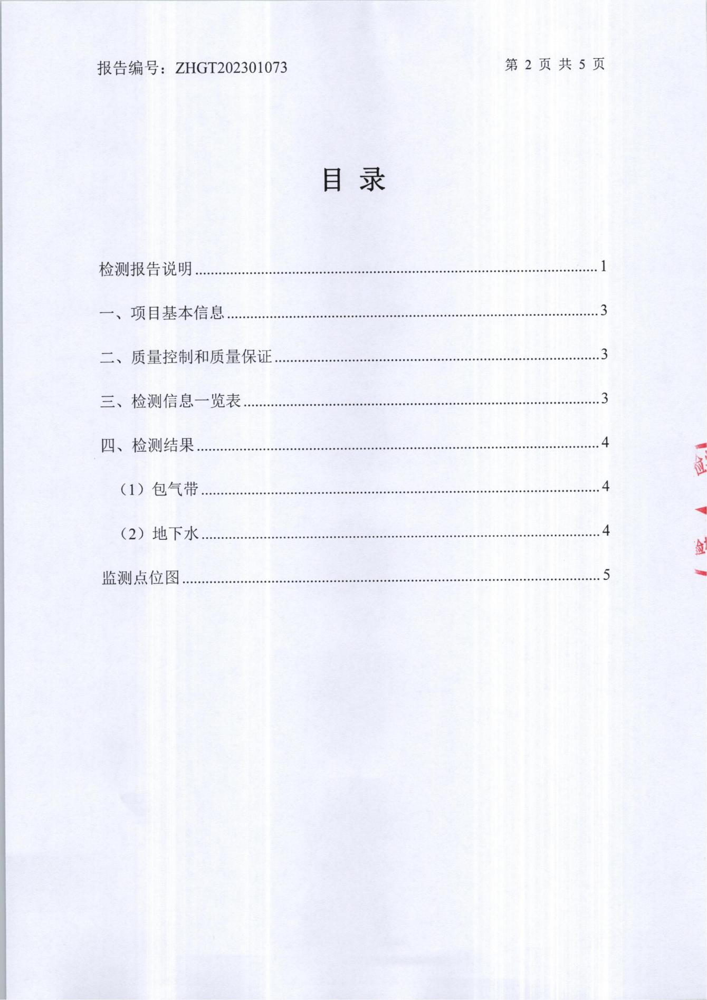 报告编号：ZHGT202301073
第 2 页 共 5 页
目 录
检测报告说明 1
一、项目基本信息 3
二、质量控制和质量保证 3
三、检测信息一览表 3
四、检测结果 4
（1）包气带 4
（2）地下水 4
监测点位图 5